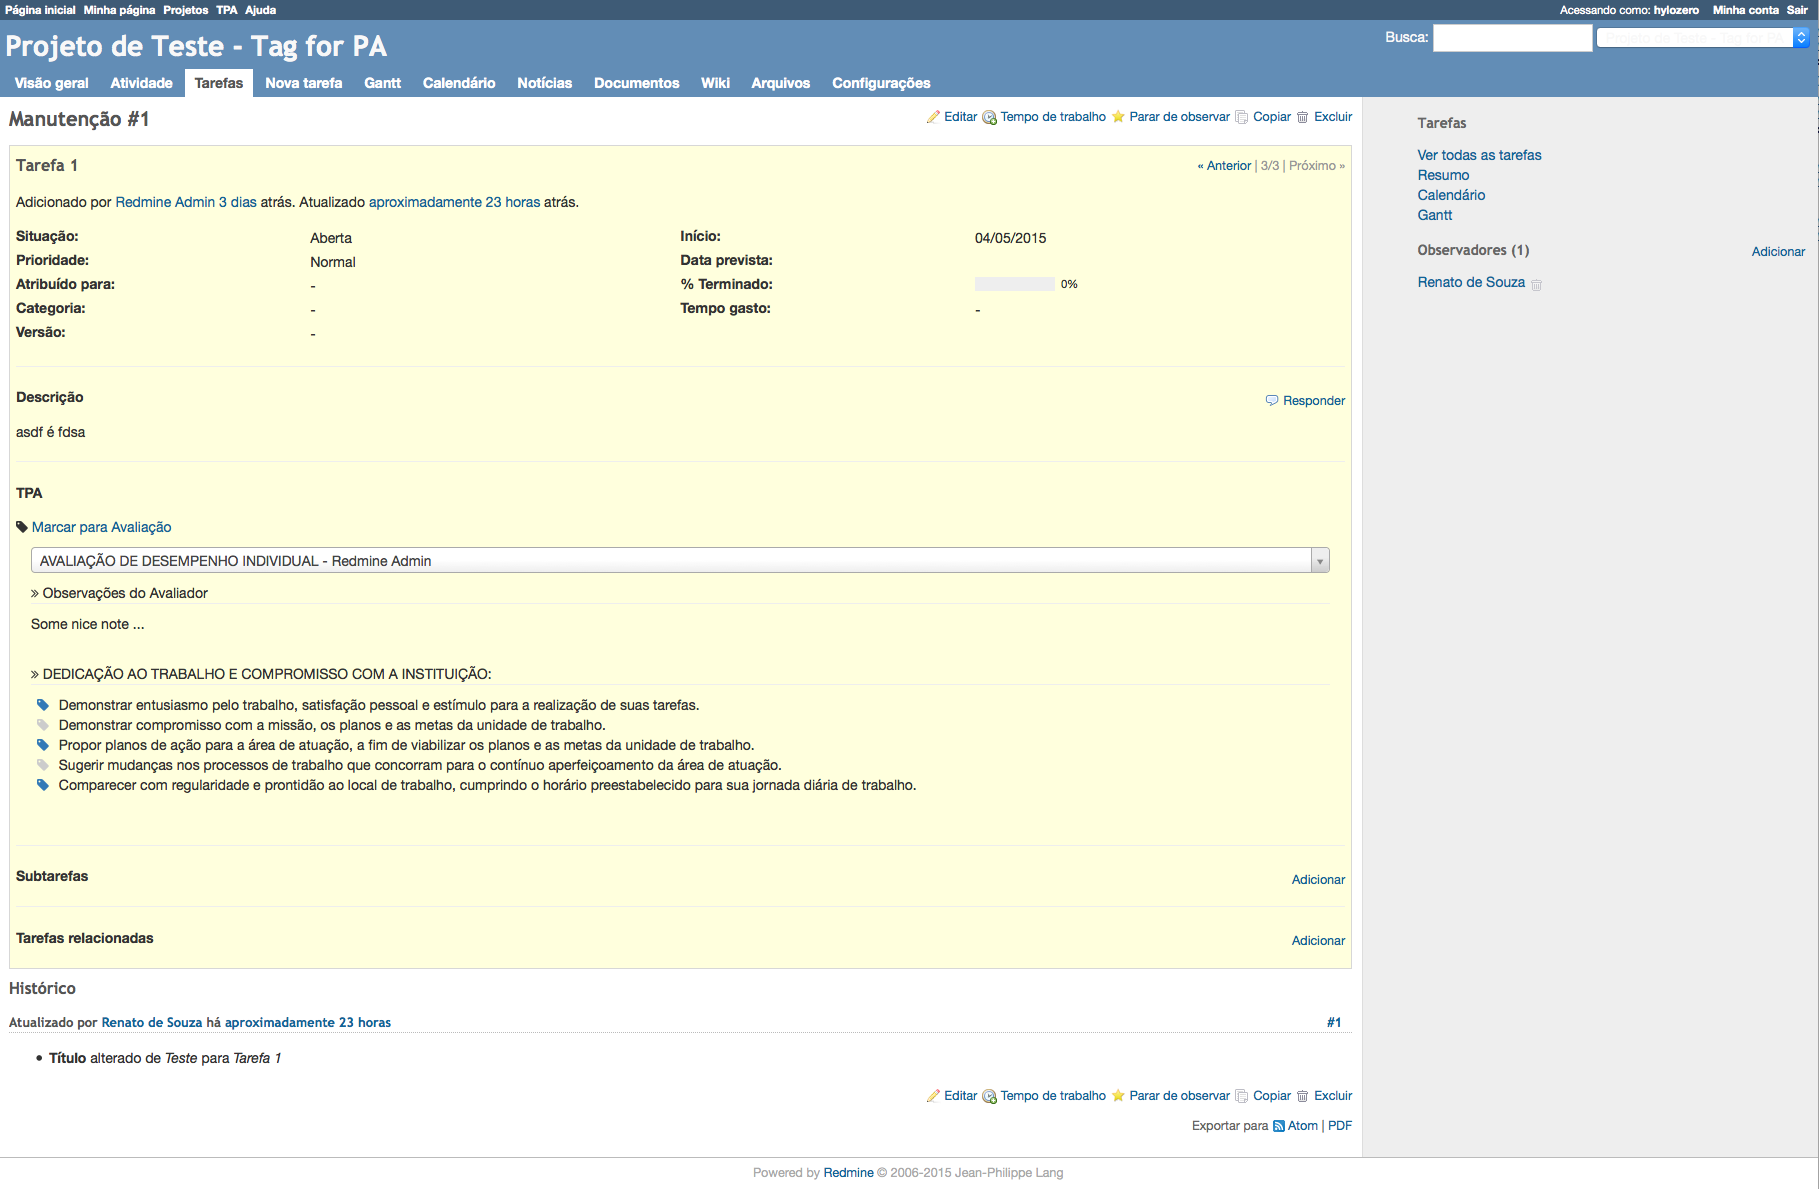 Página inicial Minha página Projetos TPA Ajuda
Acessando como: hylozero Minha conta Sair
Projeto de Teste - Tag for PA
Busca: Projeto de Teste - Tag for PA
Visão geral Atividade Tarefas Nova tarefa Gantt Calendário Notícias Documentos Wiki Arquivos Configurações
Manutenção #1
Editar Tempo de trabalho Parar de observar Copiar Excluir
Tarefa 1
« Anterior | 3/3 | Próximo »
Adicionado por Redmine Admin 3 dias atrás. Atualizado aproximadamente 23 horas atrás.
Situação: Aberta Início: 04/05/2015
Prioridade: Normal Data prevista:
Atribuído para: - % Terminado: 0%
Categoria: - Tempo gasto: -
Versão: -
Descrição
Responder
asdf é fdsa
TPA
Marcar para Avaliação
AVALIAÇÃO DE DESEMPENHO INDIVIDUAL - Redmine Admin
» Observações do Avaliador
Some nice note ...
» DEDICAÇÃO AO TRABALHO E COMPROMISSO COM A INSTITUIÇÃO:
Demonstrar entusiasmo pelo trabalho, satisfação pessoal e estímulo para a realização de suas tarefas.
Demonstrar compromisso com a missão, os planos e as metas da unidade de trabalho.
Propor planos de ação para a área de atuação, a fim de viabilizar os planos e as metas da unidade de trabalho.
Sugerir mudanças nos processos de trabalho que concorram para o contínuo aperfeiçoamento da área de atuação.
Comparecer com regularidade e prontidão ao local de trabalho, cumprindo o horário preestabelecido para sua jornada diária de trabalho.
Subtarefas
Adicionar
Tarefas relacionadas
Adicionar
Histórico
Atualizado por Renato de Souza há aproximadamente 23 horas
#1
• Título alterado de Teste para Tarefa 1
Editar Tempo de trabalho Parar de observar Copiar Excluir
Exportar para Atom | PDF
Tarefas
Ver todas as tarefas
Resumo
Calendário
Gantt
Observadores (1)
Adicionar
Renato de Souza
Powered by Redmine © 2006-2015 Jean-Philippe Lang